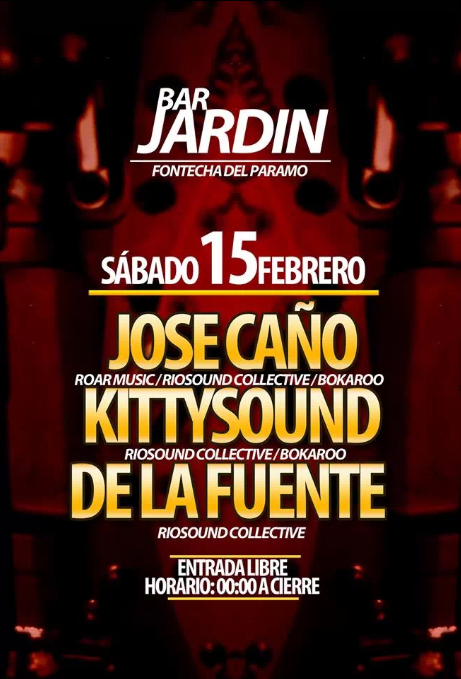 BAR
JARDIN
FONTECHA DEL PARAMO
SÁBADO 15 FEBRERO
JOSE CAÑO
ROAR MUSIC / RIOSOUND COLLECTIVE / BOKAROO
KITTYSOUND
RIOSOUND COLLECTIVE / BOKAROO
DE LA FUENTE
RIOSOUND COLLECTIVE
ENTRADA LIBRE
HORARIO: 00:00 A CIERRE